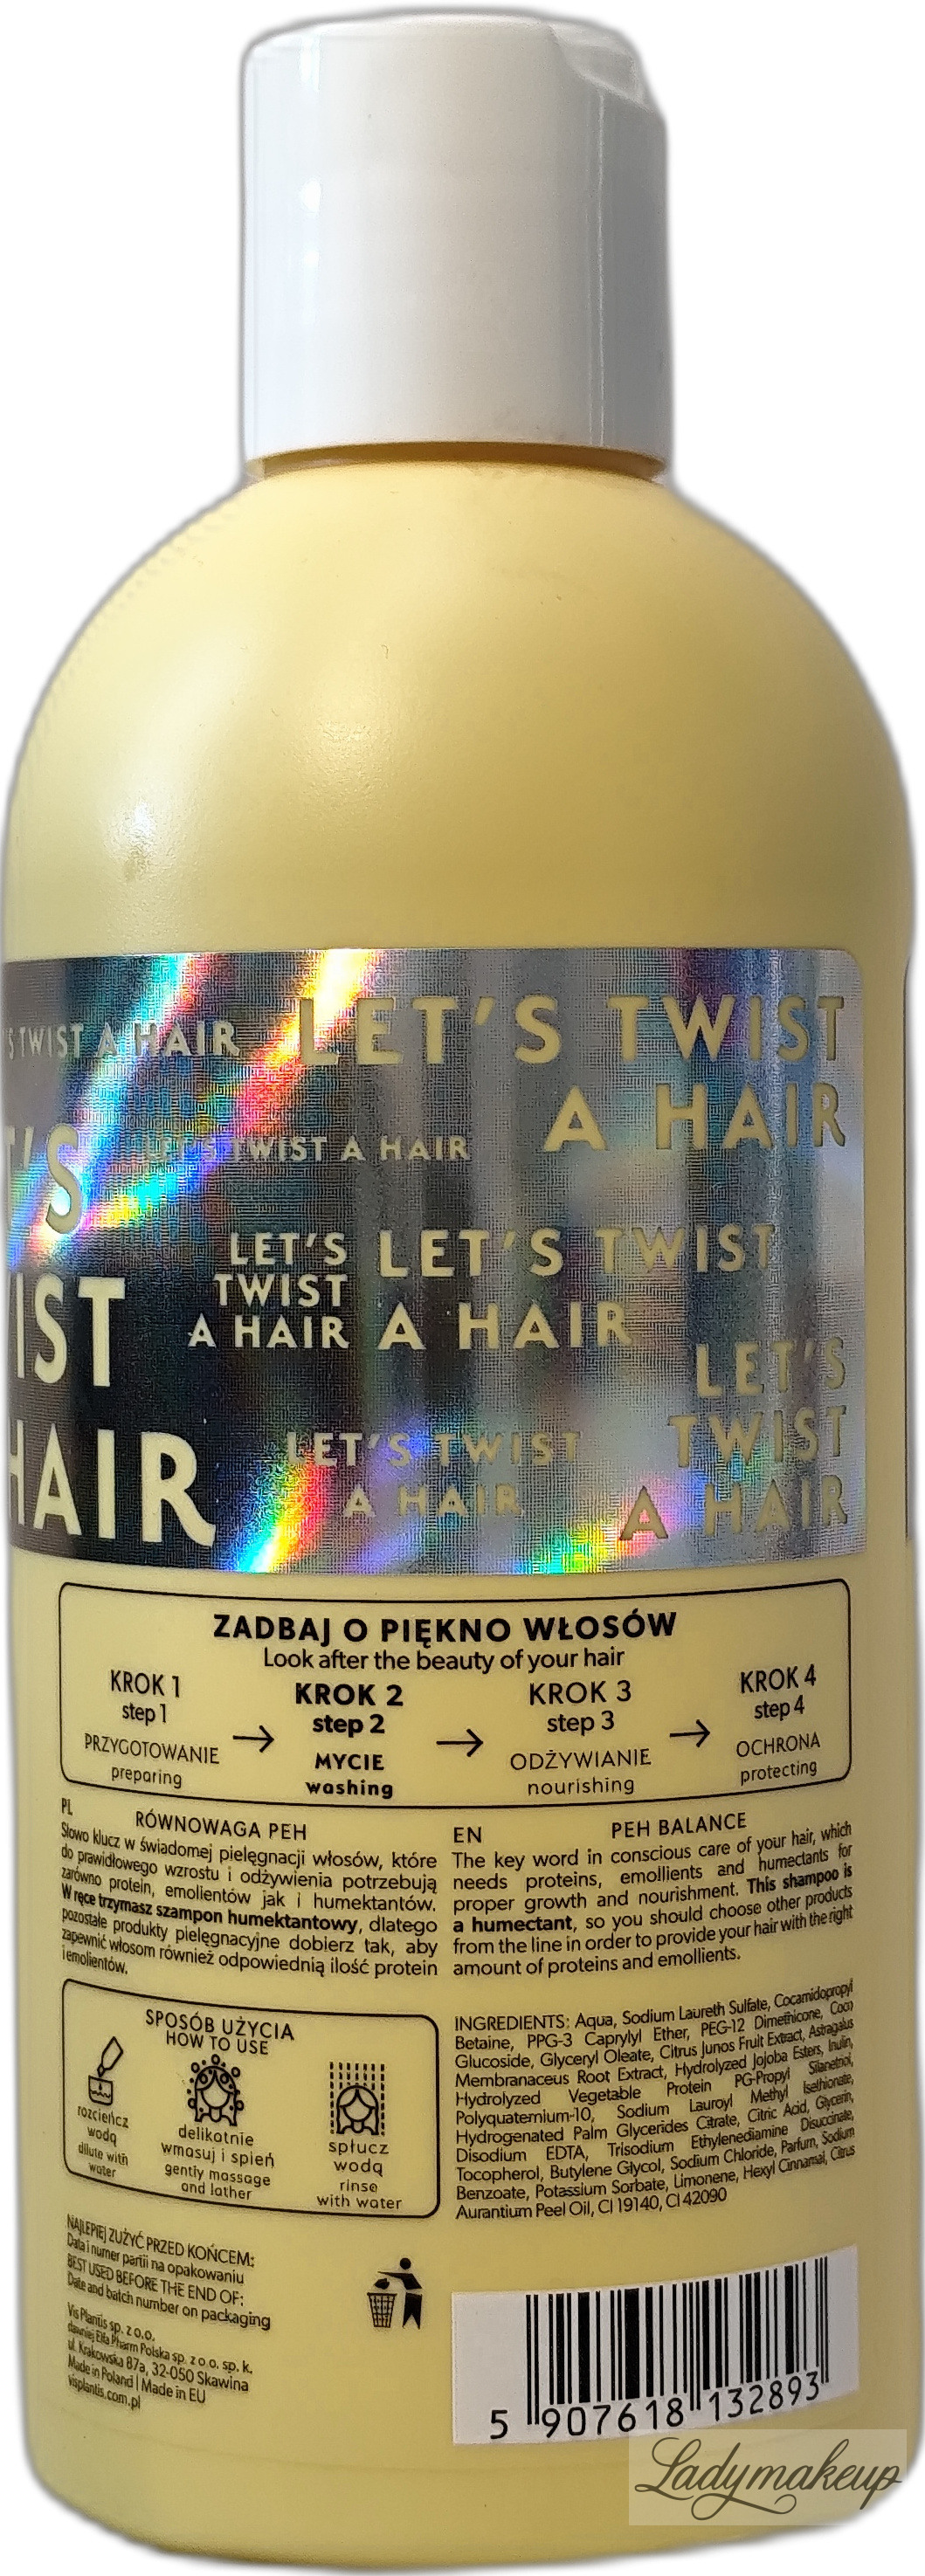 'S TWIST A HAIR
LET'S TWIST
A HAIR
T'S
LET'S TWIST A HAIR
LET'S
TWIST
A HAIR
LET'S TWIST
A HAIR
IST
HAIR
LET'S
TWIST
A HAIR
LET'S TWIST
A HAIR
ZADBAJ O PIĘKNO WŁOSÓW
Look after the beauty of your hair
KROK 1
step 1
PRZYGOTOWANIE
preparing
→
KROK 2
step 2
MYCIE
washing
→
KROK 3
step 3
ODŻYWIANIE
nourishing
→
KROK 4
step 4
OCHRONA
protecting
PL
RÓWNOWAGA PEH
Słowo klucz w świadomej pielęgnacji włosów, które
do prawidłowego wzrostu i odżywienia potrzebują
zarówno protein, emolientów jak i humektantów.
W ręce trzymasz szampon humektantowy, dlatego
pozostałe produkty pielęgnacyjne dobierz tak, aby
zapewnić włosom również odpowiednią ilość protein
i emolientów.
EN
PEH BALANCE
The key word in conscious care of your hair, which
needs proteins, emollients and humectants for
proper growth and nourishment. This shampoo is
a humectant, so you should choose other products
from the line in order to provide your hair with the right
amount of proteins and emollients.
SPOSÓB UŻYCIA
HOW TO USE
rozcieńcz
wodą
dilute with
water
delikatnie
wmasuj i spień
gently massage
and lather
spłucz
wodą
rinse
with water
INGREDIENTS: Aqua, Sodium Laureth Sulfate, Cocamidopropyl
Betaine, PPG-3 Caprylyl Ether, PEG-12 Dimethicone, Coco
Glucoside, Glyceryl Oleate, Citrus Junos Fruit Extract, Astragalus
Membranaceus Root Extract, Hydrolyzed Jojoba Esters, Inulin,
Hydrolyzed Vegetable Protein PG-Propyl Silanetriol,
Polyquaternium-10, Sodium Lauroyl Methyl Isethionate,
Hydrogenated Palm Glycerides Citrate, Citric Acid, Glycerin,
Disodium EDTA, Trisodium Ethylenediamine Disuccinate,
Tocopherol, Butylene Glycol, Sodium Chloride, Parfum, Sodium
Benzoate, Potassium Sorbate, Limonene, Hexyl Cinnamal, Citrus
Aurantium Peel Oil, CI 19140, CI 42090
NAJLEPIEJ ZUŻYĆ PRZED KOŃCEM:
Data i numer partii na opakowaniu
BEST USED BEFORE THE END OF:
Date and batch number on packaging
Vis Plantis sp. z o.o.
dawniej Elfa Pharm Polska sp. z o.o. sp. k.
ul. Krakowska 87a, 32-050 Skawina
Made in Poland | Made in EU
visplantis.com.pl
5 907618 132893
Ladymakeup